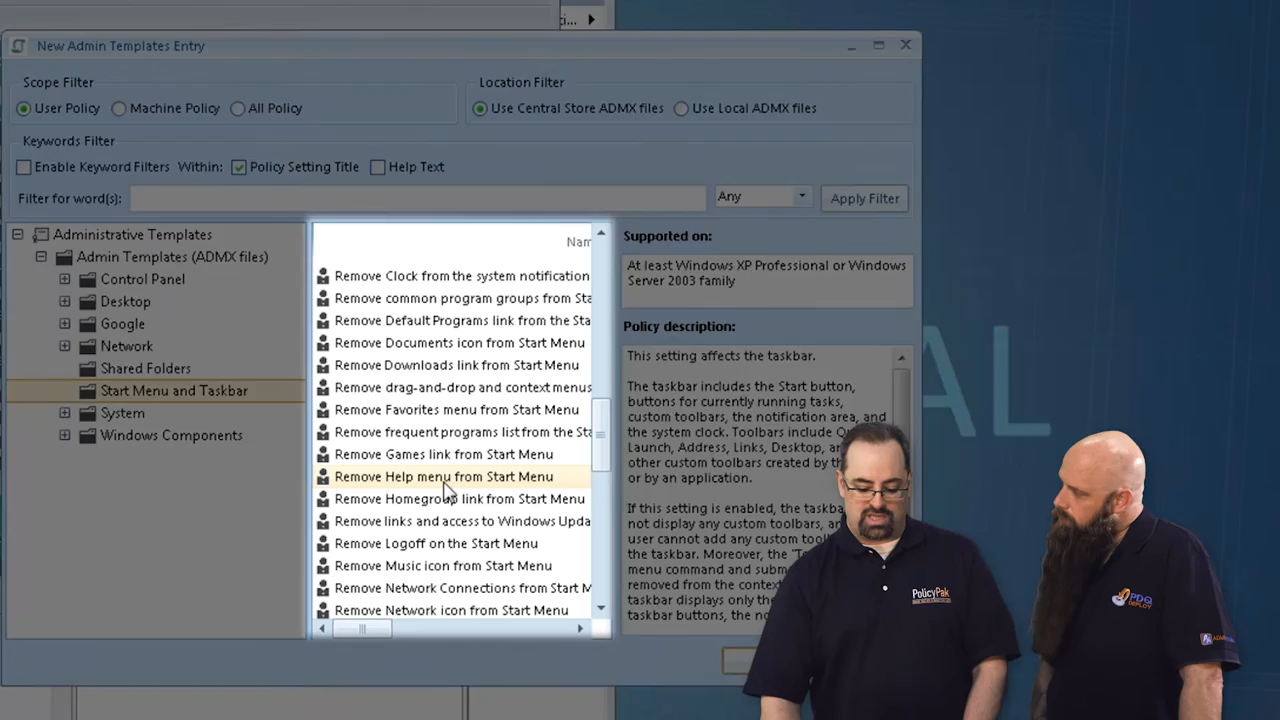 ci...
New Admin Templates Entry
Scope Filter
User Policy
Machine Policy
All Policy
Location Filter
Use Central Store ADMX files
Use Local ADMX files
Keywords Filter
Enable Keyword Filters
Within:
Policy Setting Title
Help Text
Filter for word(s):
Any
Apply Filter
Administrative Templates
Admin Templates (ADMX files)
Control Panel
Desktop
Google
Network
Shared Folders
Start Menu and Taskbar
System
Windows Components
Nam
Remove Clock from the system notification
Remove common program groups from Sta
Remove Default Programs link from the Sta
Remove Documents icon from Start Menu
Remove Downloads link from Start Menu
Remove drag-and-drop and context menus
Remove Favorites menu from Start Menu
Remove frequent programs list from the Sta
Remove Games link from Start Menu
Remove Help menu from Start Menu
Remove Homegroup link from Start Menu
Remove links and access to Windows Upda
Remove Logoff on the Start Menu
Remove Music icon from Start Menu
Remove Network Connections from Start M
Remove Network icon from Start Menu
Supported on:
At least Windows XP Professional or Windows
Server 2003 family
Policy description:
This setting affects the taskbar.
The taskbar includes the Start button,
buttons for currently running tasks,
custom toolbars, the notification area, and
the system clock. Toolbars include Qu
Launch, Address, Links, Desktop, an
other custom toolbars created by the
or by an application.
If this setting is enabled, the taskba
not display any custom toolbars, an
user cannot add any custom toolba
the taskbar. Moreover, the "To
menu command and subm
removed from the context
taskbar displays only the
taskbar buttons, the no
AL
PolicyPak
PDQ
DEPLOY